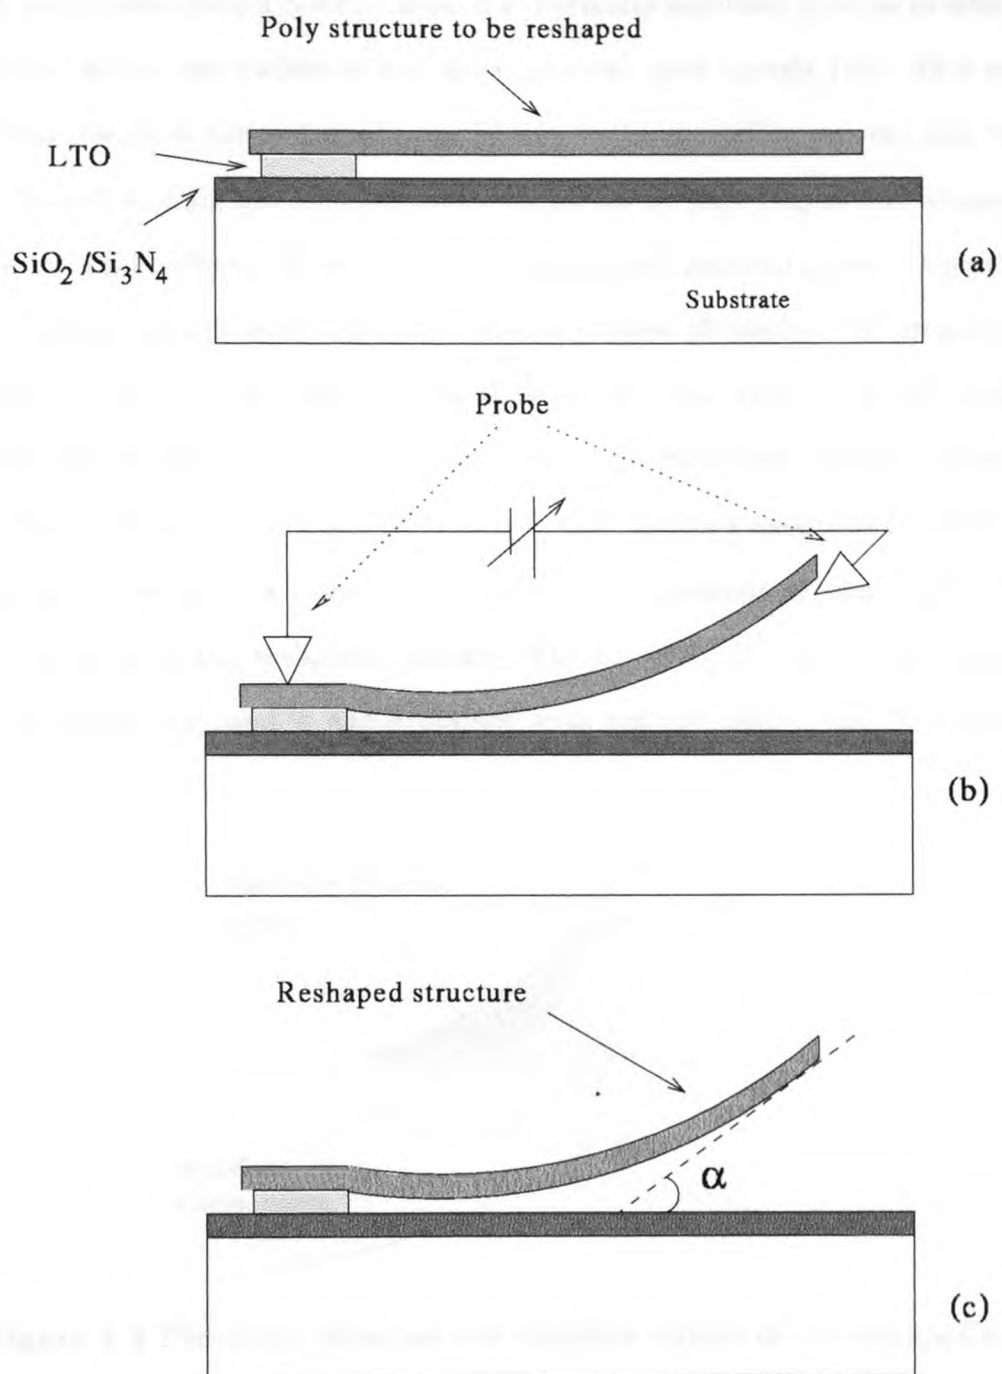 Poly structure to be reshaped
LTO
SiO₂/Si₃N₄
(a)
Substrate
Probe
(b)
Reshaped structure
α
(c)